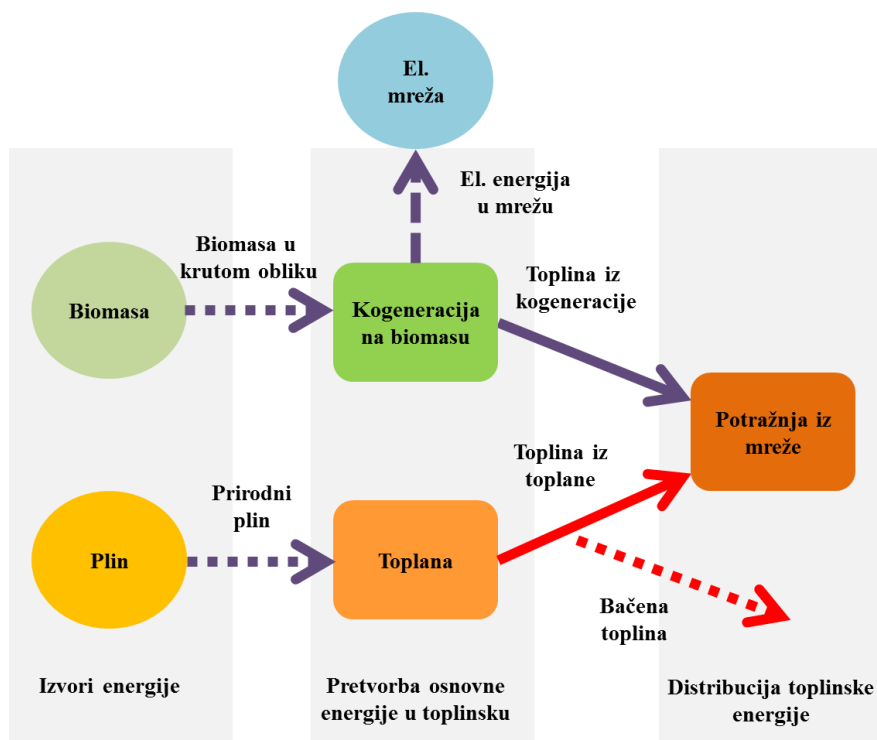 El.
mreža
El. energija
u mrežu
Biomasa u
krutom obliku
Biomasa
Kogeneracija
na biomasu
Toplina iz
kogeneracije
Potražnja iz
mreže
Prirodni
plin
Plin
Toplana
Toplina iz
toplane
Bačena
toplina
Izvori energije
Pretvorba osnovne
energije u toplinsku
Distribucija toplinske
energije